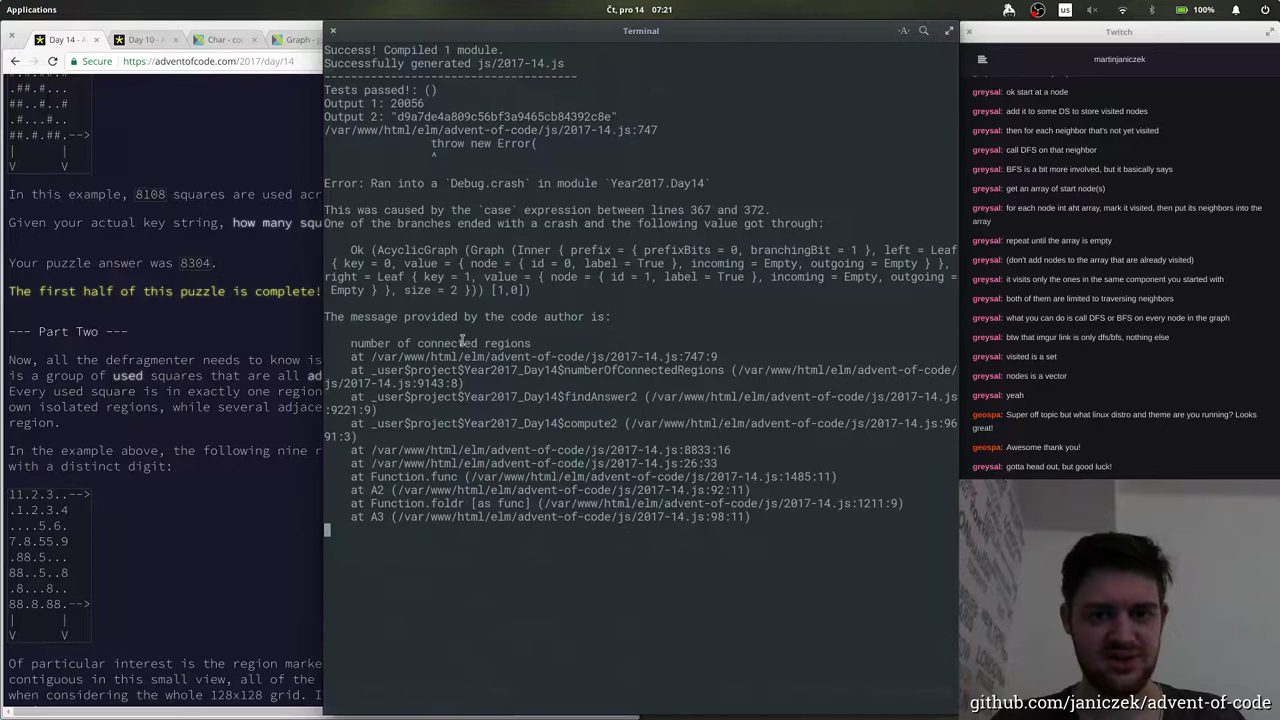 Applications
Čt, pro 14 07:21
us
100%
Day 14 - A
Day 10 - A
Char - co
Graph - g
Secure
https://adventofcode.com/2017/day/14
#.#.#.#.
.##.#...
##..#..#
.#...#..
##.#.##.-->
| |
V V
In this example, 8108 squares are used acr
Given your actual key string, how many squ
Your puzzle answer was 8304.
The first half of this puzzle is complete!
--- Part Two ---
Now, all the defragmenter needs to know is
is a group of used squares that are all ad
Every used square is in exactly one region
own isolated regions, while several adjace
region.
In the example above, the following nine r
with a distinct digit:
11.2.3..-->
.1.2.3.4
....5.6.
7.8.55.9
.88.5...
88..5..8
.8...8..
88.8.88.-->
| |
V V
Of particular interest is the region marke
contiguous in this small view, all of the
when considering the whole 128x128 grid. I
Terminal
Success! Compiled 1 module.
Successfully generated js/2017-14.js
--------------------------------------
Tests passed!: ()
Output 1: 20056
Output 2: "d9a7de4a809c56bf3a9465cb84392c8e"
/var/www/html/elm/advent-of-code/js/2017-14.js:747
throw new Error(
^
Error: Ran into a `Debug.crash` in module `Year2017.Day14`
This was caused by the `case` expression between lines 367 and 372.
One of the branches ended with a crash and the following value got through:
Ok (AcyclicGraph (Graph (Inner { prefix = { prefixBits = 0, branchingBit = 1 }, left = Leaf
{ key = 0, value = { node = { id = 0, label = True }, incoming = Empty, outgoing = Empty } },
right = Leaf { key = 1, value = { node = { id = 1, label = True }, incoming = Empty, outgoing =
Empty } }, size = 2 })) [1,0])
The message provided by the code author is:
number of connected regions
at /var/www/html/elm/advent-of-code/js/2017-14.js:747:9
at _user$project$Year2017_Day14$numberOfConnectedRegions (/var/www/html/elm/advent-of-code/
js/2017-14.js:9143:8)
at _user$project$Year2017_Day14$findAnswer2 (/var/www/html/elm/advent-of-code/js/2017-14.js
:9221:9)
at _user$project$Year2017_Day14$compute2 (/var/www/html/elm/advent-of-code/js/2017-14.js:96
91:3)
at /var/www/html/elm/advent-of-code/js/2017-14.js:8833:16
at /var/www/html/elm/advent-of-code/js/2017-14.js:26:33
at Function.func (/var/www/html/elm/advent-of-code/js/2017-14.js:1485:11)
at A2 (/var/www/html/elm/advent-of-code/js/2017-14.js:92:11)
at Function.foldr [as func] (/var/www/html/elm/advent-of-code/js/2017-14.js:1211:9)
at A3 (/var/www/html/elm/advent-of-code/js/2017-14.js:98:11)
Twitch
martinjaniczek
greysal: ok start at a node
greysal: add it to some DS to store visited nodes
greysal: then for each neighbor that's not yet visited
greysal: call DFS on that neighbor
greysal: BFS is a bit more involved, but it basically says
greysal: get an array of start node(s)
greysal: for each node int aht array, mark it visited, then put its neighbors into the
array
greysal: repeat until the array is empty
greysal: (don't add nodes to the array that are already visited)
greysal: it visits only the ones in the same component you started with
greysal: both of them are limited to traversing neighbors
greysal: what you can do is call DFS or BFS on every node in the graph
greysal: btw that imgur link is only dfs/bfs, nothing else
greysal: visited is a set
greysal: nodes is a vector
greysal: yeah
geospa: Super off topic but what linux distro and theme are you running? Looks
great!
geospa: Awesome thank you!
greysal: gotta head out, but good luck!
github.com/janiczek/advent-of-code